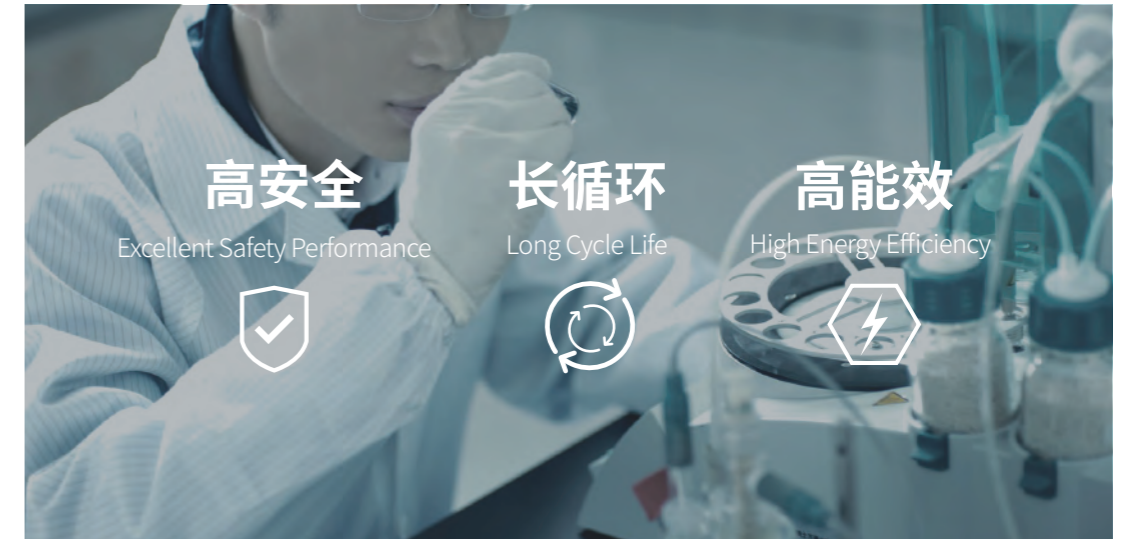 高安全
长循环
高能效
Excellent Safety Performance
Long Cycle Life
High Energy Efficiency